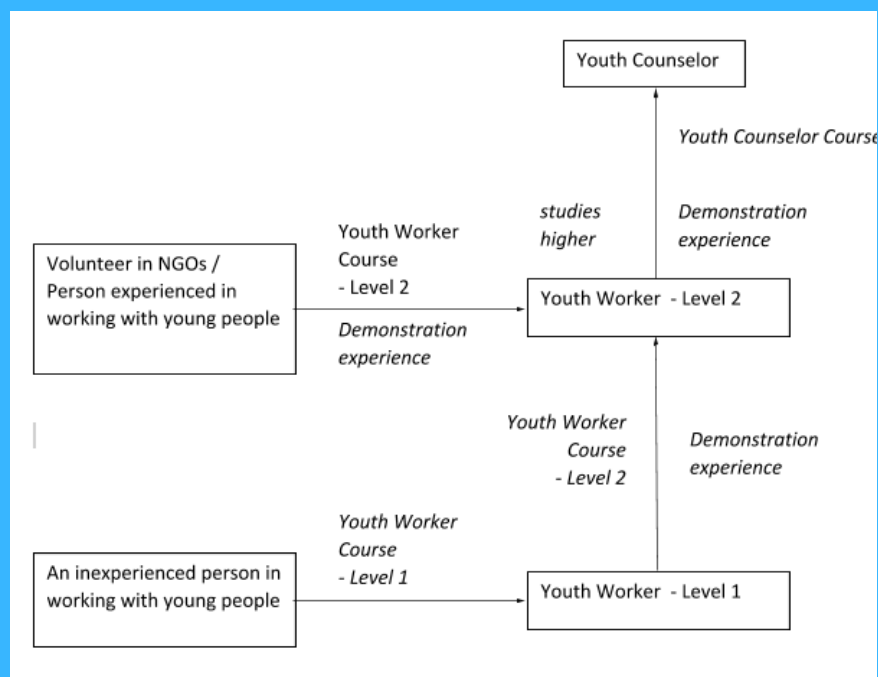 Youth Counselor
Youth Counselor Course
studies
higher
Demonstration
experience
Youth Worker
Course
- Level 2
Volunteer in NGOs /
Person experienced in
working with young people
Demonstration
experience
Youth Worker - Level 2
Youth Worker
Course
- Level 2
Demonstration
experience
Youth Worker
Course
- Level 1
An inexperienced person in
working with young people
Youth Worker - Level 1